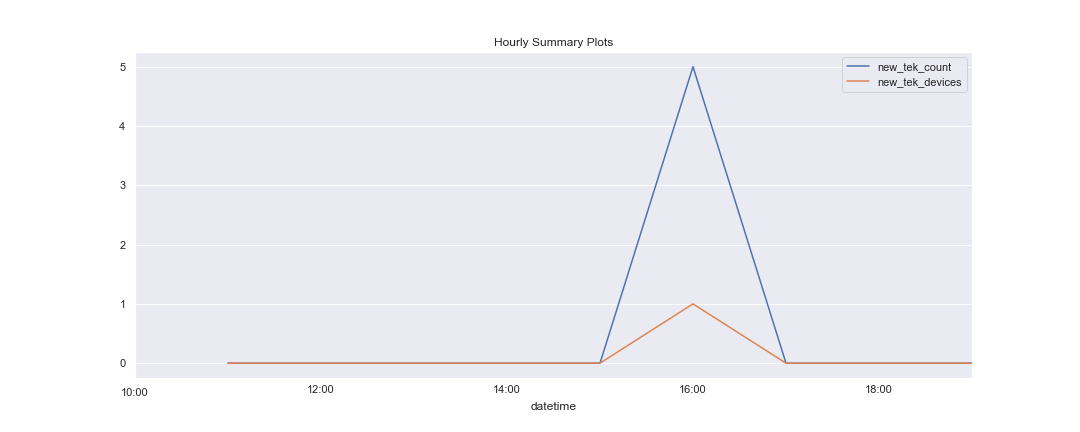 Hourly Summary Plots
new_tek_count
new_tek_devices
5
4
3
2
1
0
10:00 12:00 14:00 16:00 18:00
datetime